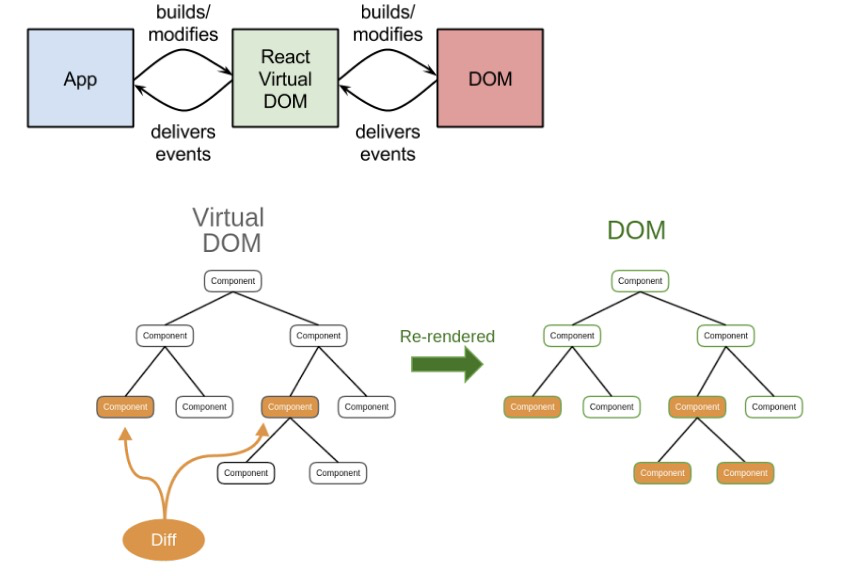 builds/
modifies
builds/
modifies
App
React
Virtual
DOM
DOM
delivers
events
delivers
events
Virtual
DOM
DOM
Component
Component
Component
Component
Re-rendered
Component
Component
Component
Component
Component
Component
Component
Component
Component
Component
Component
Component
Component
Component
Diff